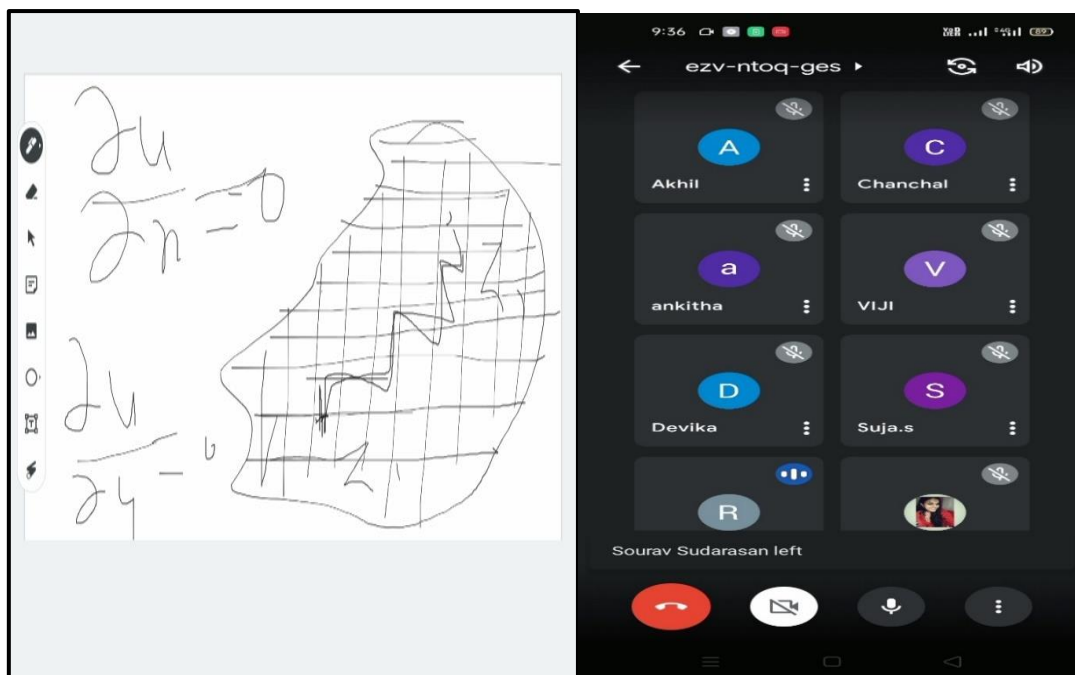 ∂u
∂x = 0
∂u
∂y = 0
9:36
89
ezv-ntoq-ges
A
C
Akhil
Chanchal
a
V
ankitha
VIJI
D
S
Devika
Suja.s
R
Sourav Sudarasan left